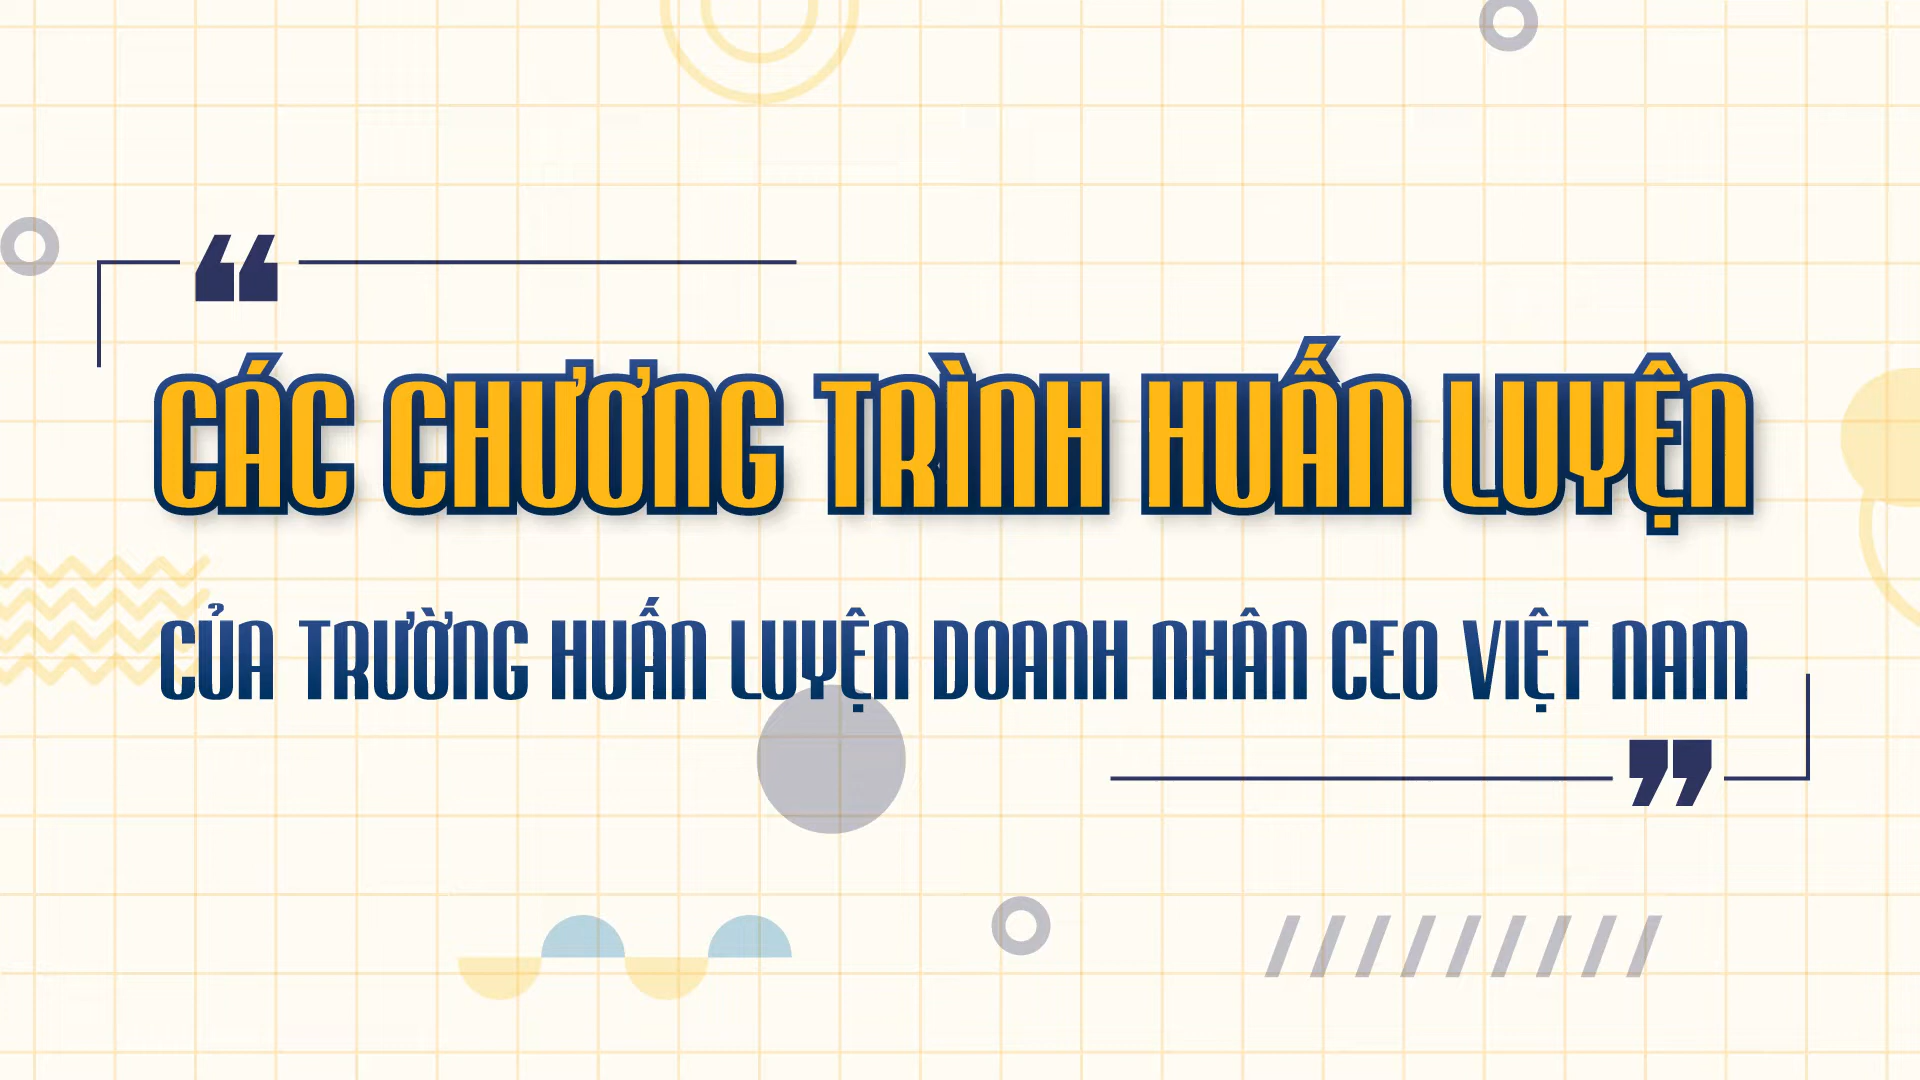 “
CÁC CHƯƠNG TRÌNH HUẤN LUYỆN
CỦA TRƯỜNG HUẤN LUYỆN DOANH NHÂN CEO VIỆT NAM
”